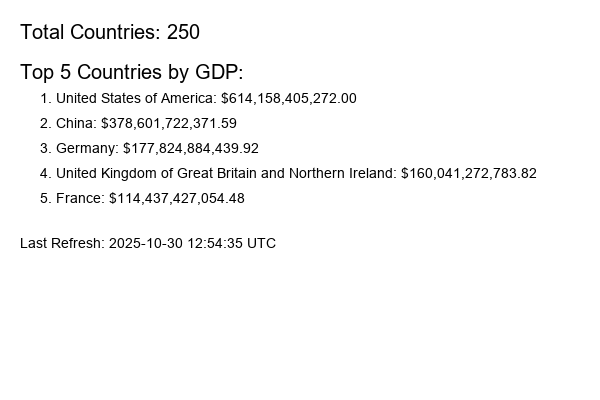 Total Countries: 250
Top 5 Countries by GDP:
1. United States of America: $614,158,405,272.00
2. China: $378,601,722,371.59
3. Germany: $177,824,884,439.92
4. United Kingdom of Great Britain and Northern Ireland: $160,041,272,783.82
5. France: $114,437,427,054.48
Last Refresh: 2025-10-30 12:54:35 UTC